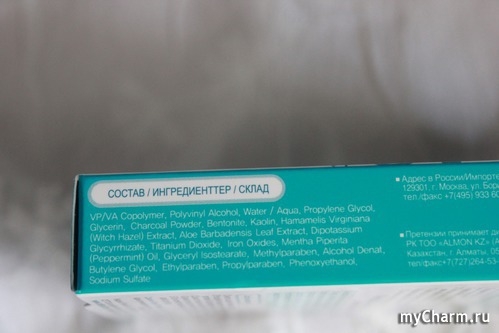 СОСТАВ / ИНГРЕДИЕНТТЕР / СКЛАД
VP/VA Copolymer, Polyvinyl Alcohol, Water / Aqua, Propylene Glycol,
Glycerin, Charcoal Powder, Bentonite, Kaolin, Hamamelis Virginiana
(Witch Hazel) Extract, Aloe Barbadensis Leaf Extract, Dipotassium
Glycyrrhizate, Titanium Dioxide, Iron Oxides, Mentha Piperita
(Peppermint) Oil, Glyceryl Isostearate, Methylparaben, Alcohol Denat,
Butylene Glycol, Ethylparaben, Propylparaben, Phenoxyethanol,
Sodium Sulfate
Адрес в России/Импорте
129301, г. Москва, ул. Бор
тел./факс +7(495) 933 60
Претензии принимает
РК ТОО «ALMON KZ»
Казахстан, г. Алматы, 05
тел/факс+7(727)264-53-
myCharm.ru